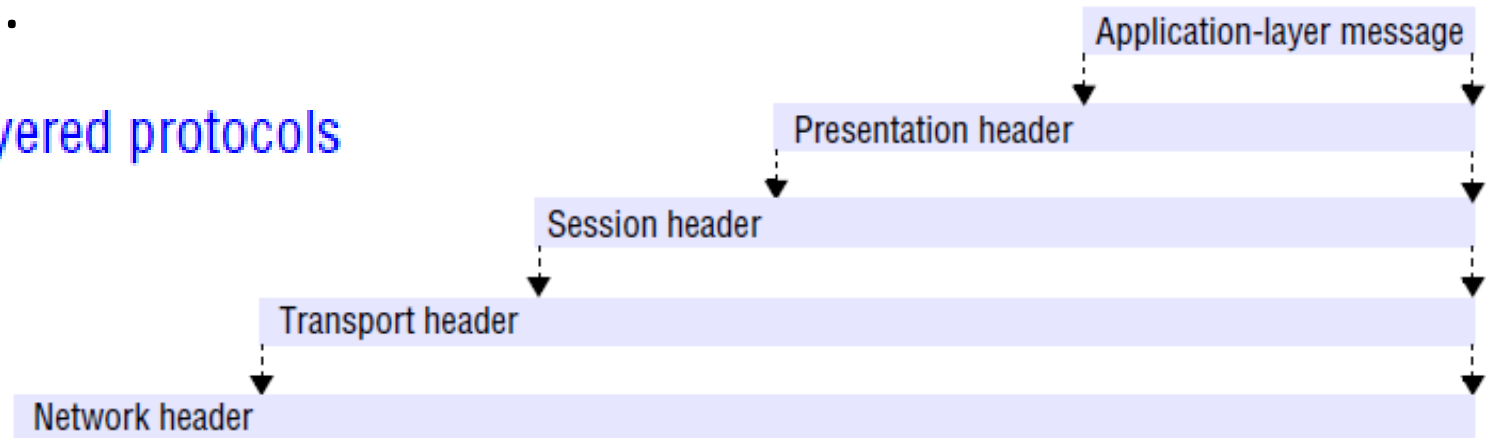 Application-layer message
yered protocols
Presentation header
Session header
Transport header
Network header